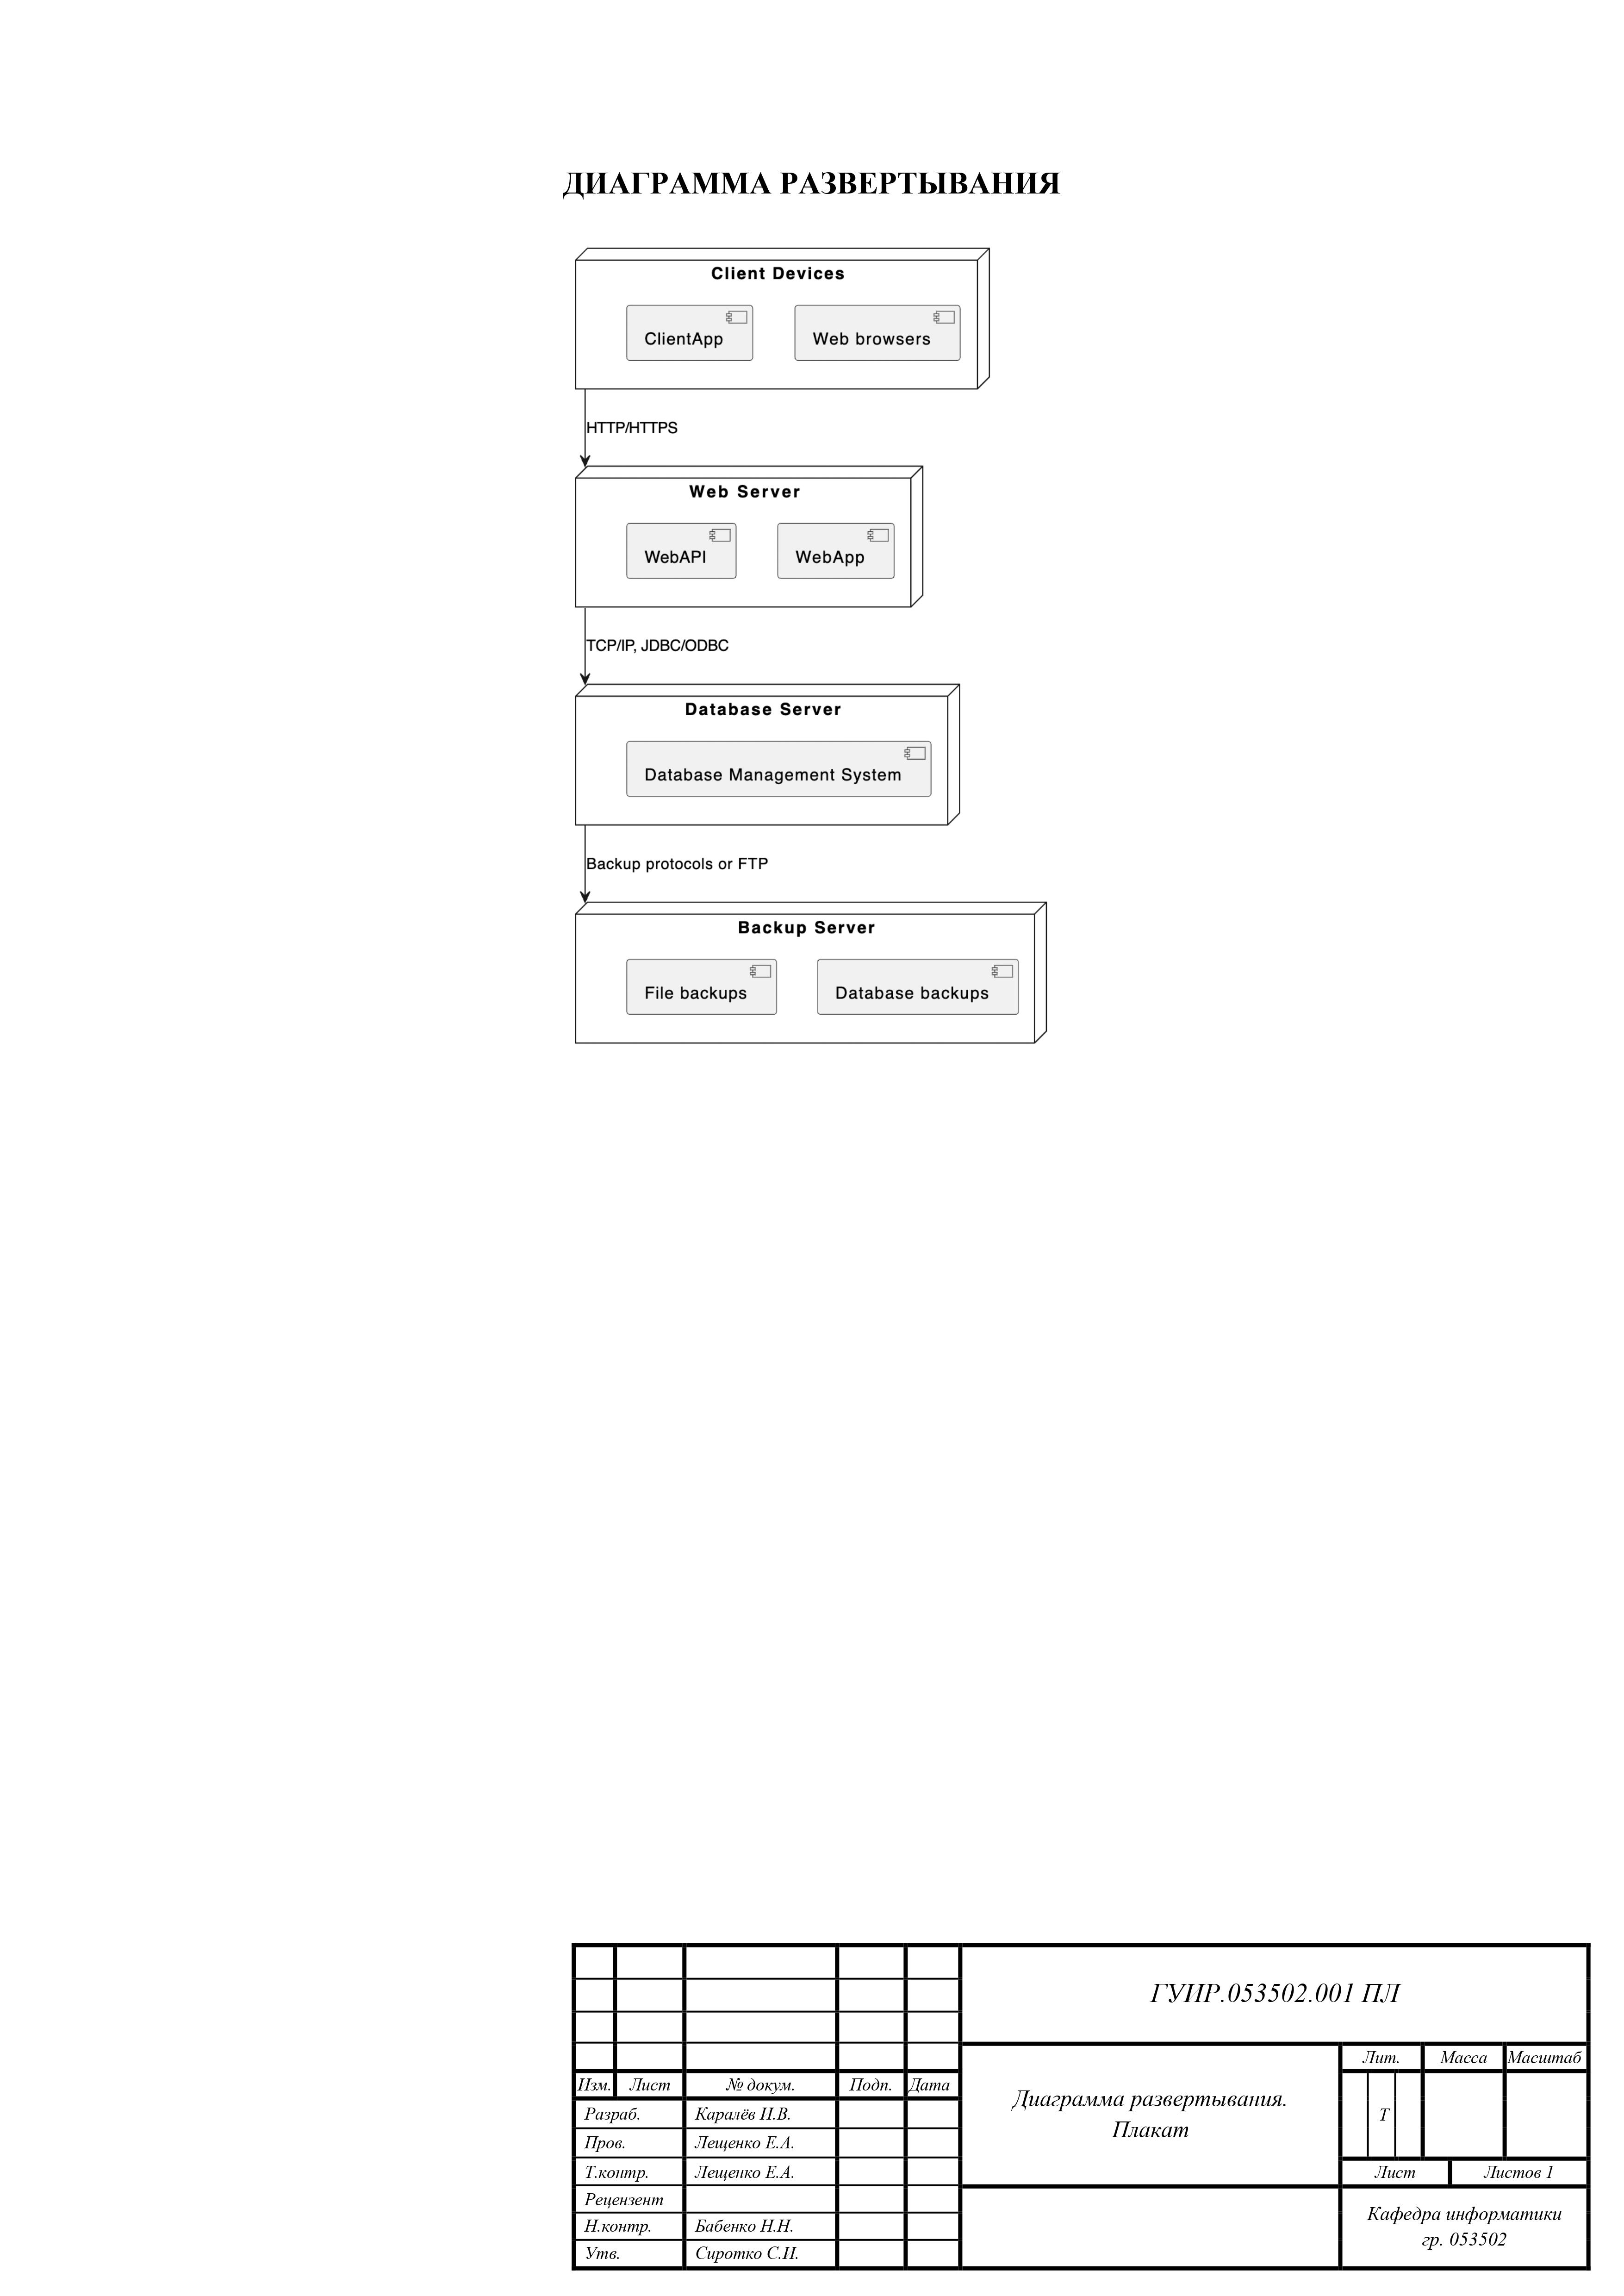 ДИАГРАММА РАЗВЕРТЫВАНИЯ
Client Devices
ClientApp Web browsers
HTTP/HTTPS
Web Server
WebAPI WebApp
TCP/IP, JDBC/ODBC
Database Server
Database Management System
Backup protocols or FTP
Backup Server
File backups Database backups
ГУИР.053502.001 ПЛ
Лит. Масса Масштаб
Изм. Лист № докум. Подп. Дата
Диаграмма развертывания.
Плакат
Т
Разраб. Каралёв И.В.
Пров. Лещенко Е.А.
Т.контр. Лещенко Е.А.
Лист Листов 1
Рецензент
Н.контр. Бабенко Н.Н.
Утв. Сиротко С.И.
Кафедра информатики
гр. 053502